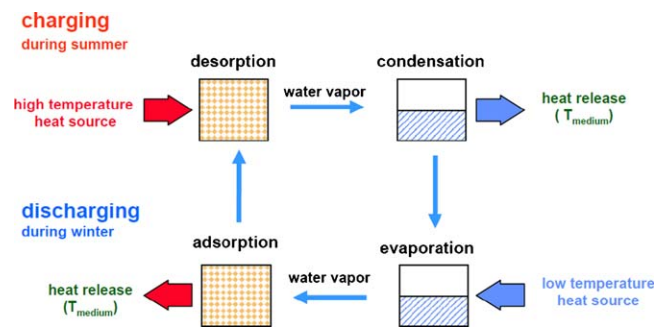 charging
during summer
desorption
condensation
water vapor
high temperature
heat source
heat release
( Tmedium)
discharging
during winter
adsorption
evaporation
water vapor
heat release
(Tmedium)
low temperature
heat source